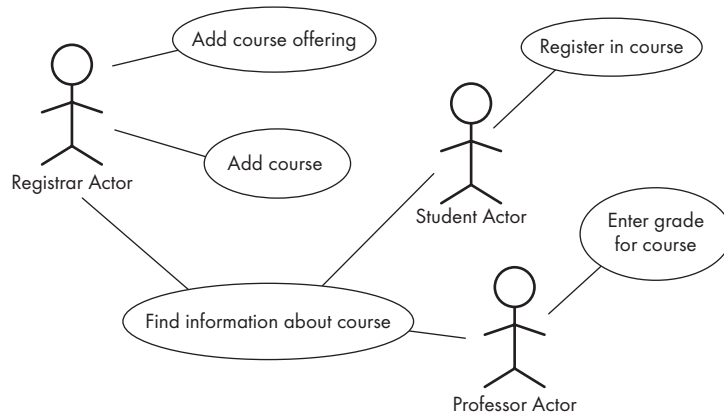 Add course offering
Register in course
Add course
Registrar Actor
Student Actor
Enter grade
for course
Find information about course
Professor Actor